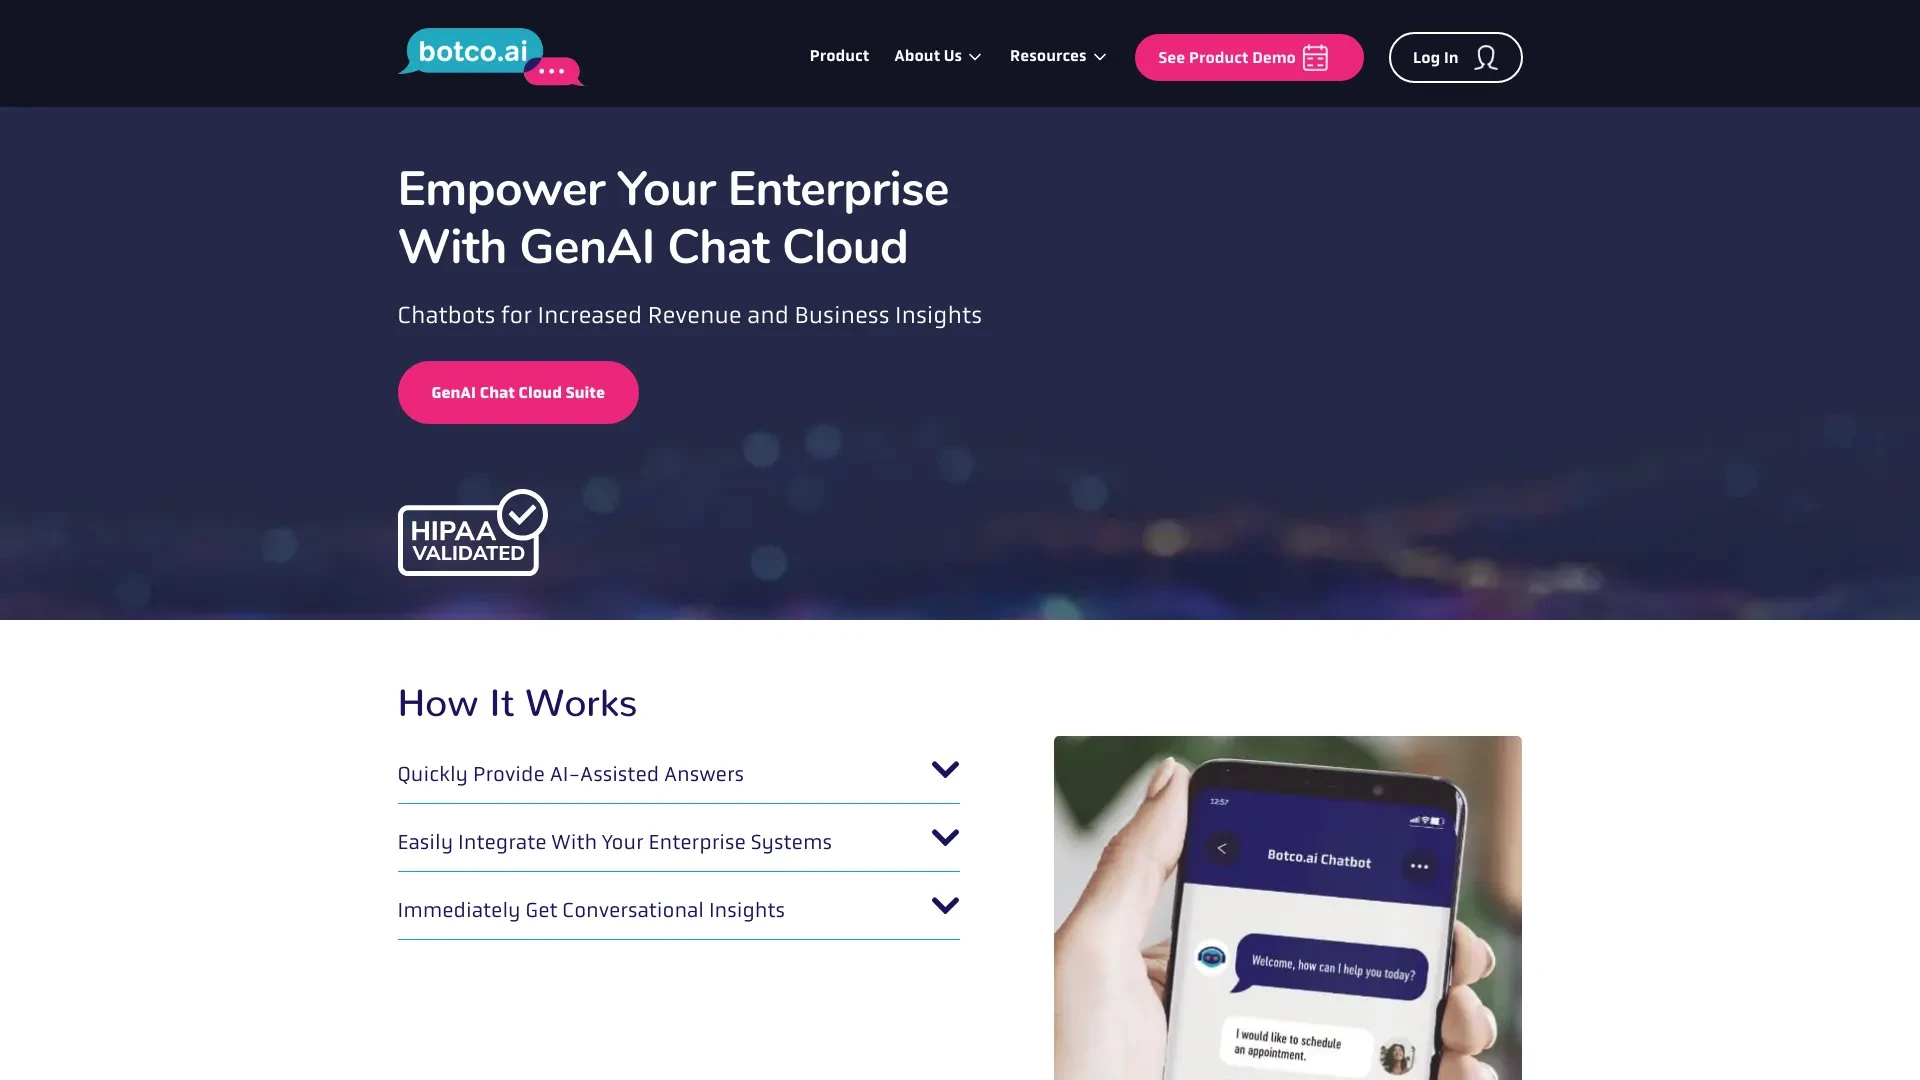 botco.ai
Product
About Us
Resources
See Product Demo
Log In
Empower Your Enterprise
With GenAI Chat Cloud
Chatbots for Increased Revenue and Business Insights
GenAI Chat Cloud Suite
HIPAA
VALIDATED
How It Works
Quickly Provide AI-Assisted Answers
Easily Integrate With Your Enterprise Systems
Immediately Get Conversational Insights
12:57
Botco.ai Chatbot
Welcome, how can I help you today?
I would like to schedule
an appointment.